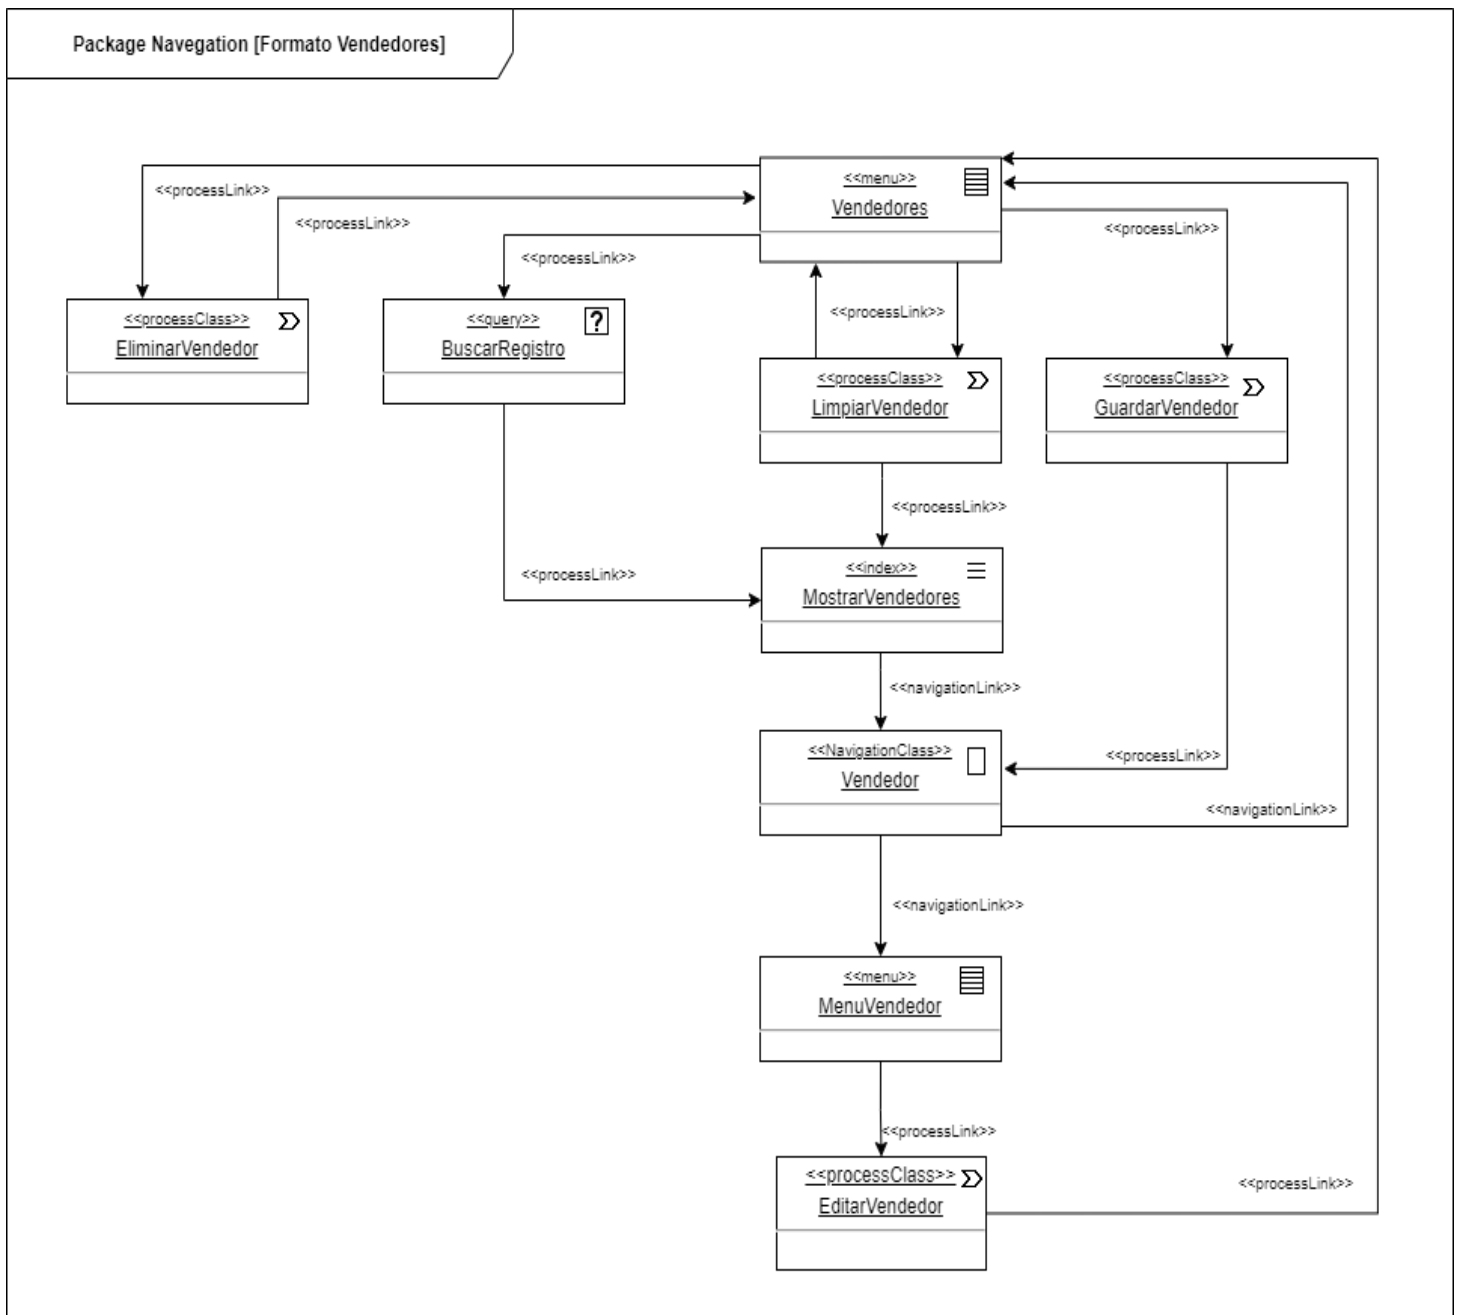 Package Navegation [Formato Vendedores]
<<menu>>
Vendedores
<<processLink>>
<<processLink>>
<<processLink>>
<<processLink>>
<<processClass>>
EliminarVendedor
<<query>>
?
BuscarRegistro
<<processLink>>
<<processClass>>
LimpiarVendedor
<<processClass>>
GuardarVendedor
<<processLink>>
<<processLink>>
<<index>>
MostrarVendedores
<<navigationLink>>
<<NavigationClass>>
Vendedor
<<processLink>>
<<navigationLink>>
<<navigationLink>>
<<menu>>
MenuVendedor
<<processLink>>
<<processClass>>
EditarVendedor
<<processLink>>